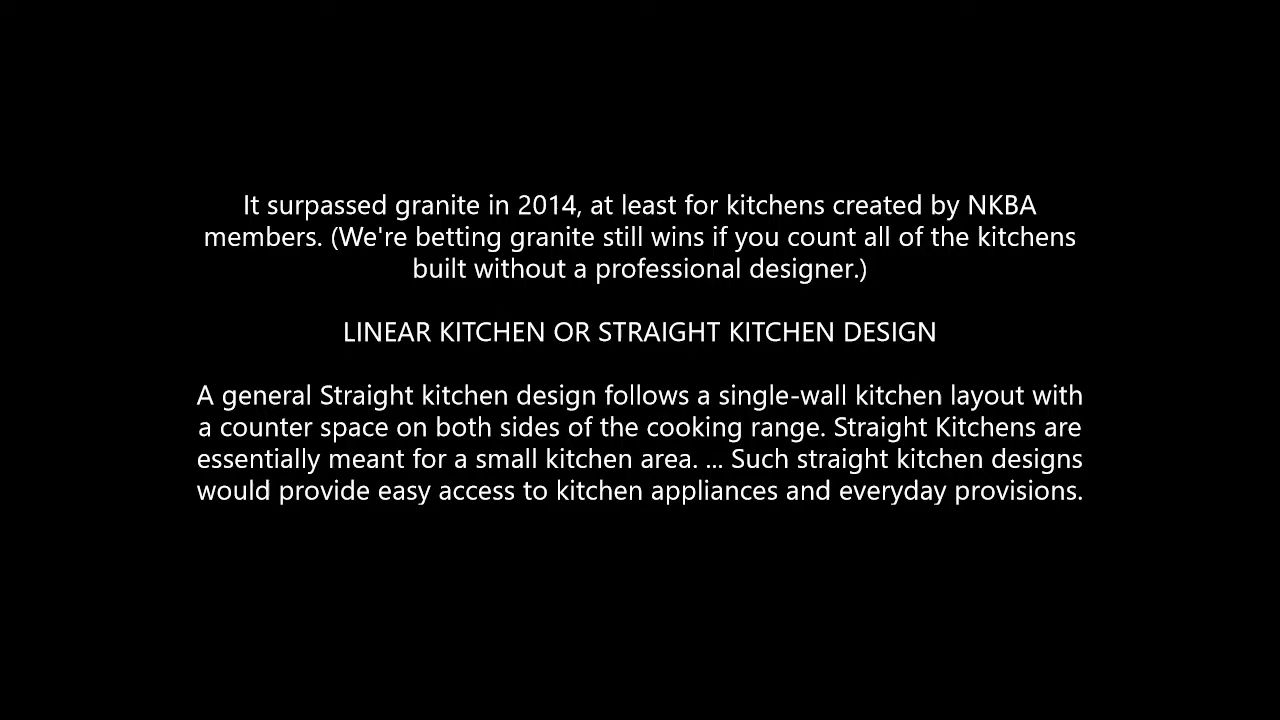 It surpassed granite in 2014, at least for kitchens created by NKBA
members. (We're betting granite still wins if you count all of the kitchens
built without a professional designer.)
LINEAR KITCHEN OR STRAIGHT KITCHEN DESIGN
A general Straight kitchen design follows a single-wall kitchen layout with
a counter space on both sides of the cooking range. Straight Kitchens are
essentially meant for a small kitchen area. ... Such straight kitchen designs
would provide easy access to kitchen appliances and everyday provisions.